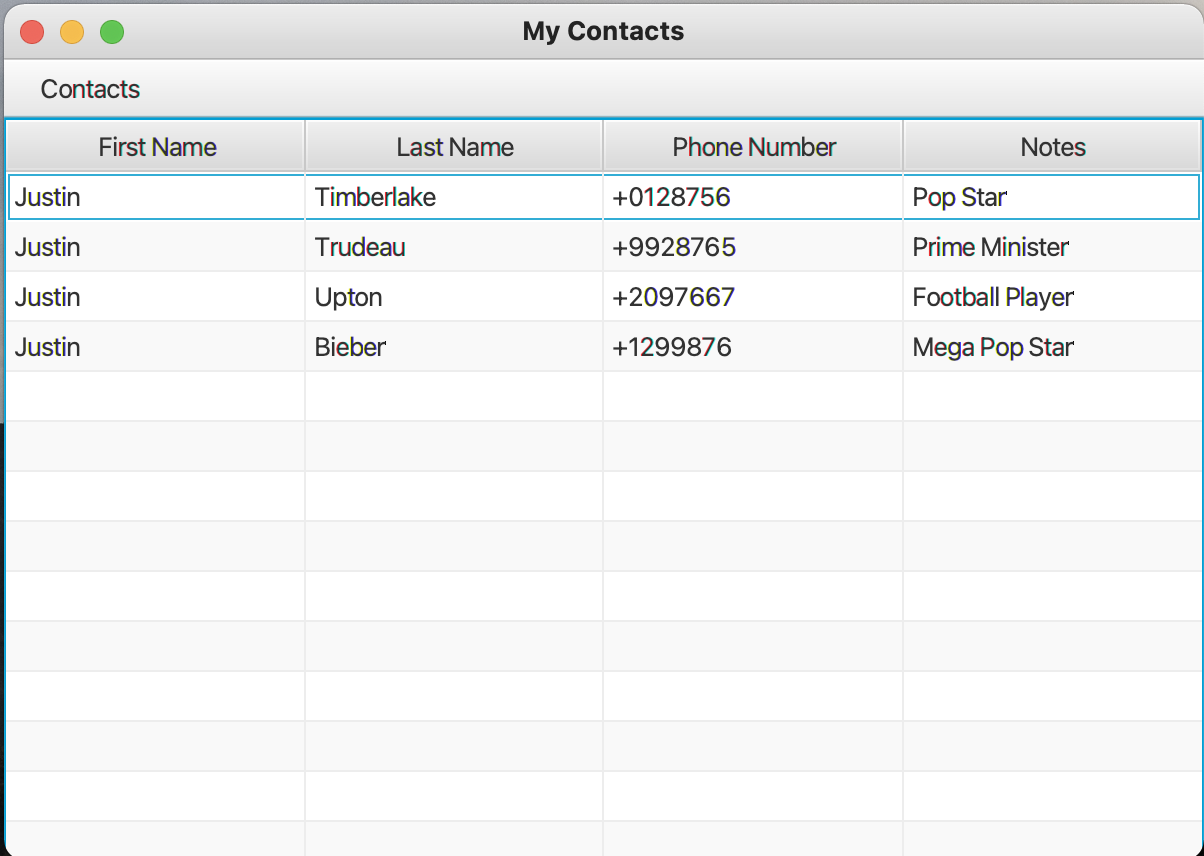 My Contacts
Contacts
First Name Last Name Phone Number Notes
Justin Timberlake +0128756 Pop Star
Justin Trudeau +9928765 Prime Minister
Justin Upton +2097667 Football Player
Justin Bieber +1299876 Mega Pop Star